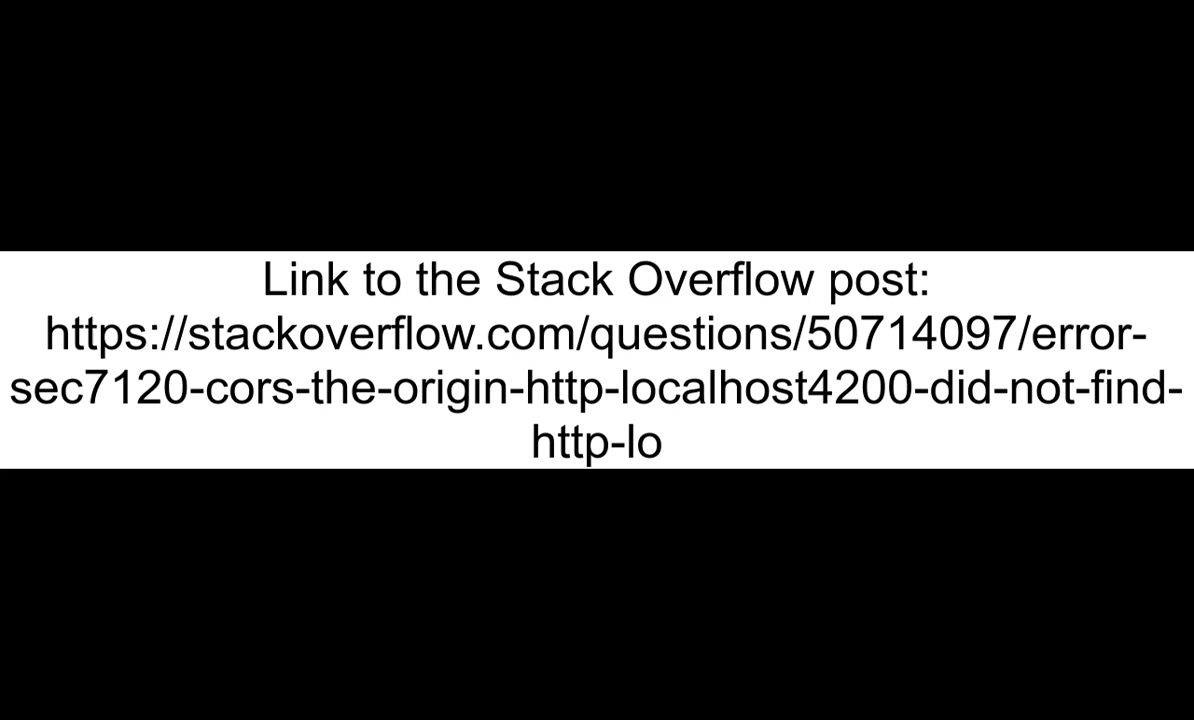 Link to the Stack Overflow post:
https://stackoverflow.com/questions/50714097/error-
sec7120-cors-the-origin-http-localhost4200-did-not-find-
http-lo